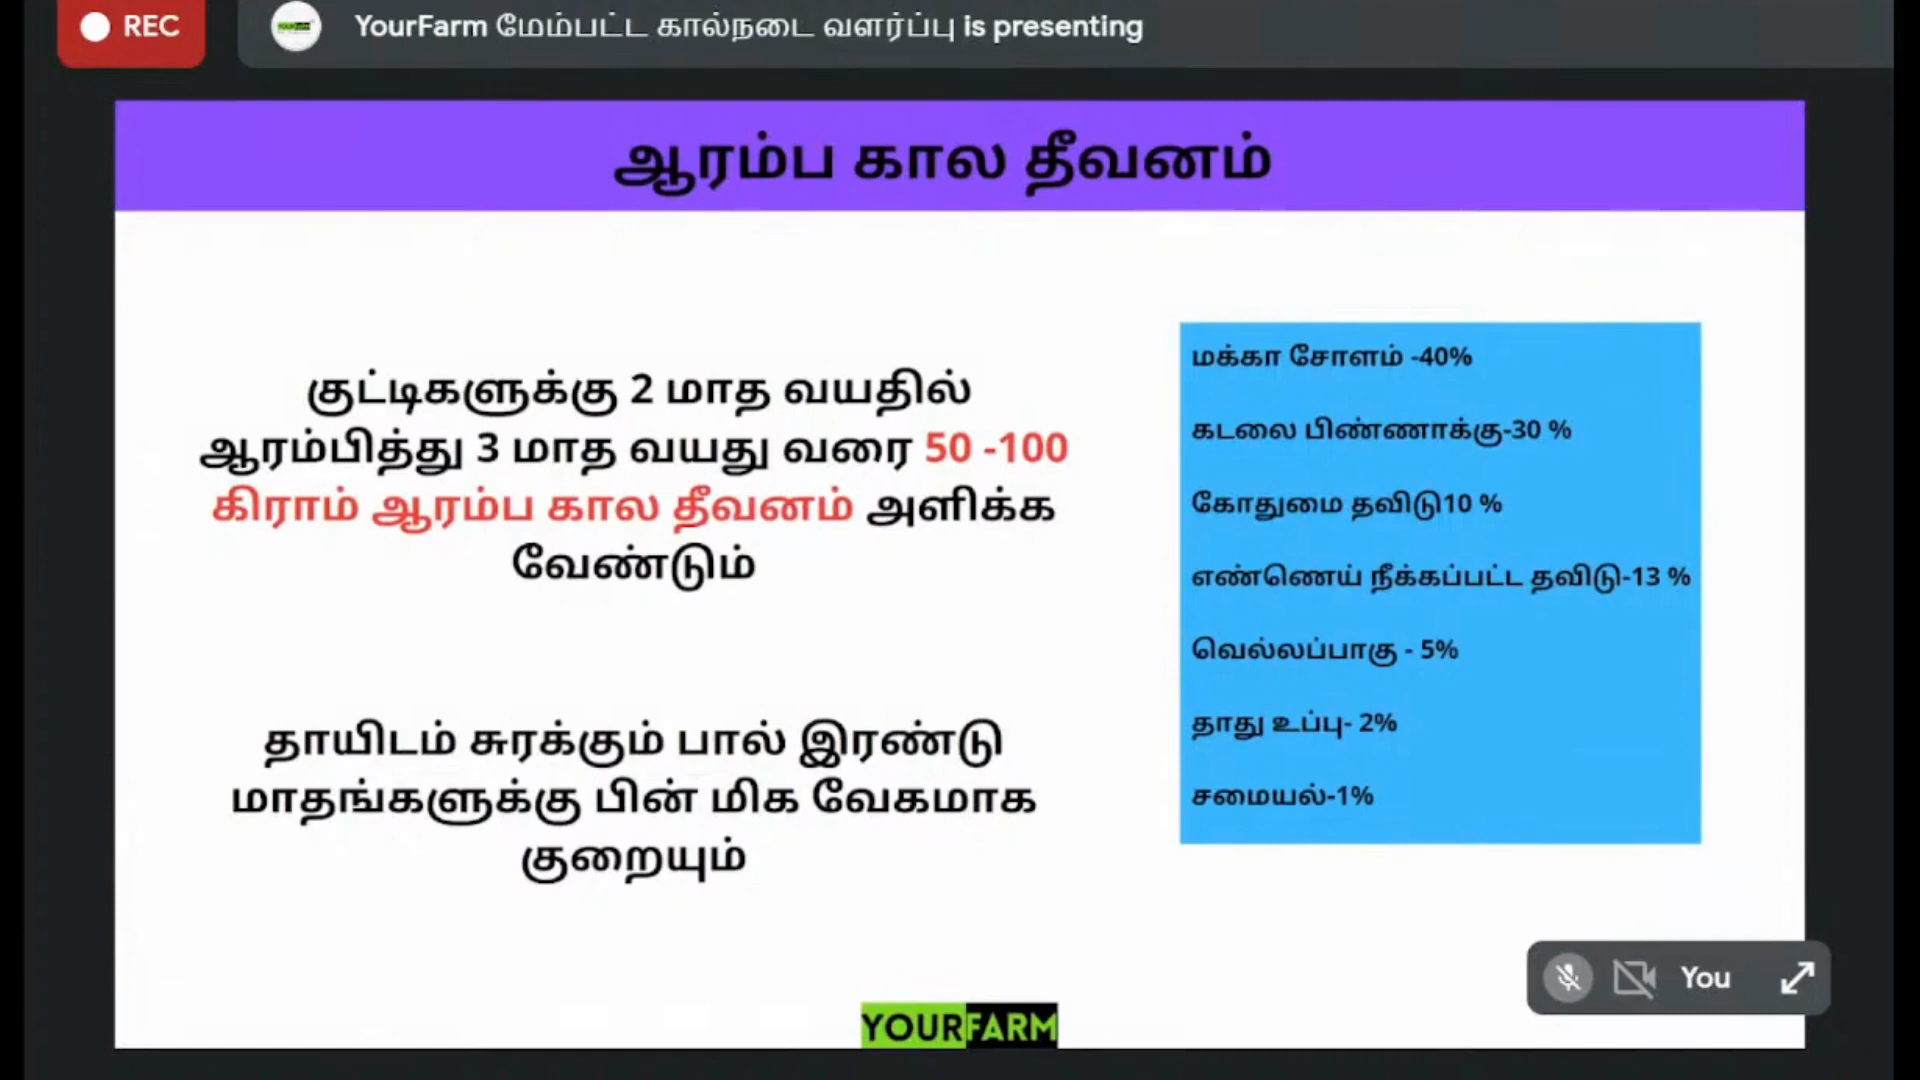 REC
YourFarm மேம்பட்ட கால்நடை வளர்ப்பு is presenting
ஆரம்ப கால தீவனம்
குட்டிகளுக்கு 2 மாத வயதில்
ஆரம்பித்து 3 மாத வயது வரை 50 -100
கிராம் ஆரம்ப கால தீவனம் அளிக்க
வேண்டும்
தாயிடம் சுரக்கும் பால் இரண்டு
மாதங்களுக்கு பின் மிக வேகமாக
குறையும்
மக்கா சோளம் -40%
கடலை பிண்ணாக்கு-30 %
கோதுமை தவிடு10 %
எண்ணெய் நீக்கப்பட்ட தவிடு-13 %
வெல்லப்பாகு - 5%
தாது உப்பு- 2%
சமையல்-1%
You
YOURFARM